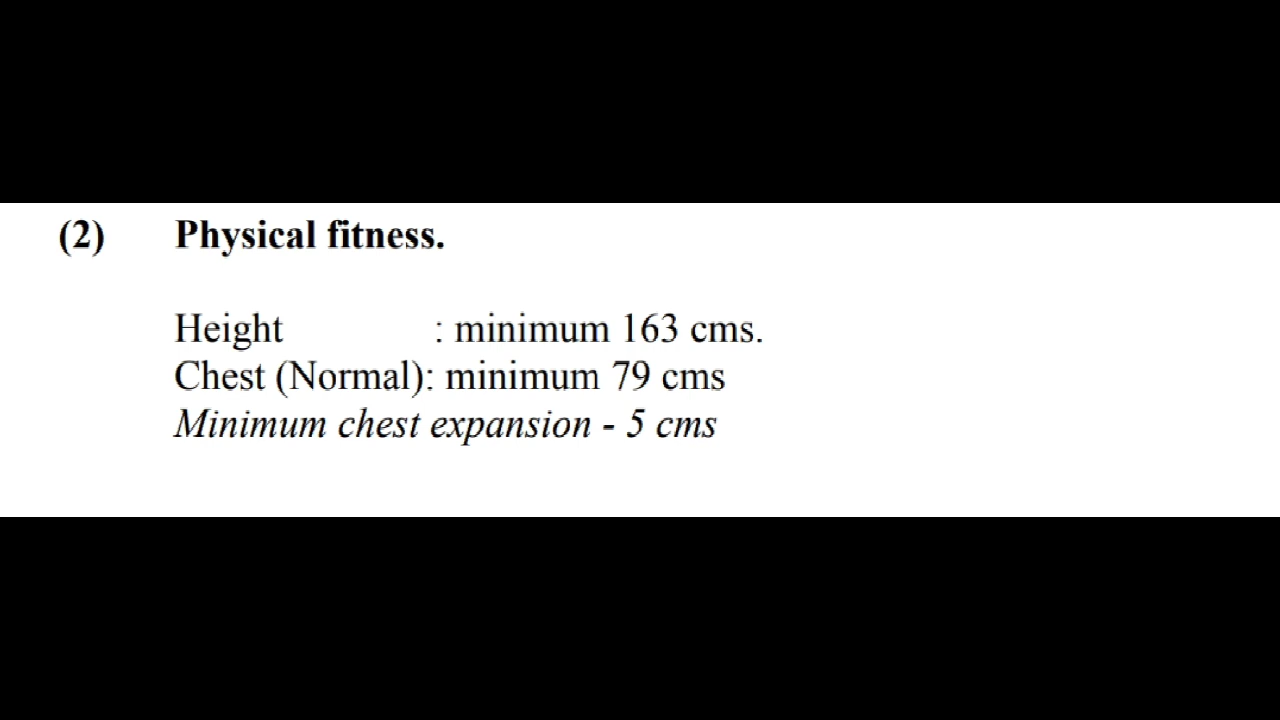 (2) Physical fitness.
Height : minimum 163 cms.
Chest (Normal): minimum 79 cms
Minimum chest expansion - 5 cms